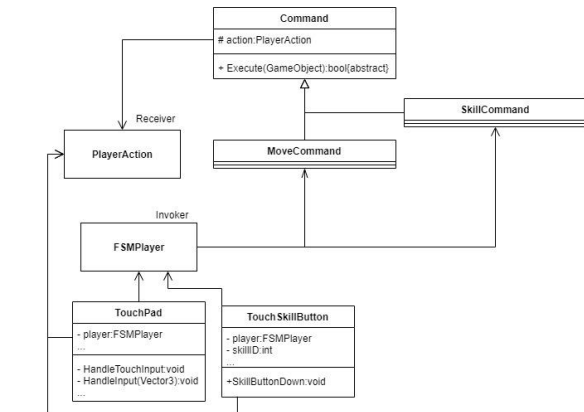 Command
# action:PlayerAction
+ Execute(GameObject):bool{abstract}
SkillCommand
Receiver
PlayerAction
MoveCommand
Invoker
FSMPlayer
TouchPad
- player:FSMPlayer
...
- HandleTouchInput:void
- HandleInput(Vector3):void
...
TouchSkillButton
- player:FSMPlayer
- skillID:int
...
+SkillButtonDown:void